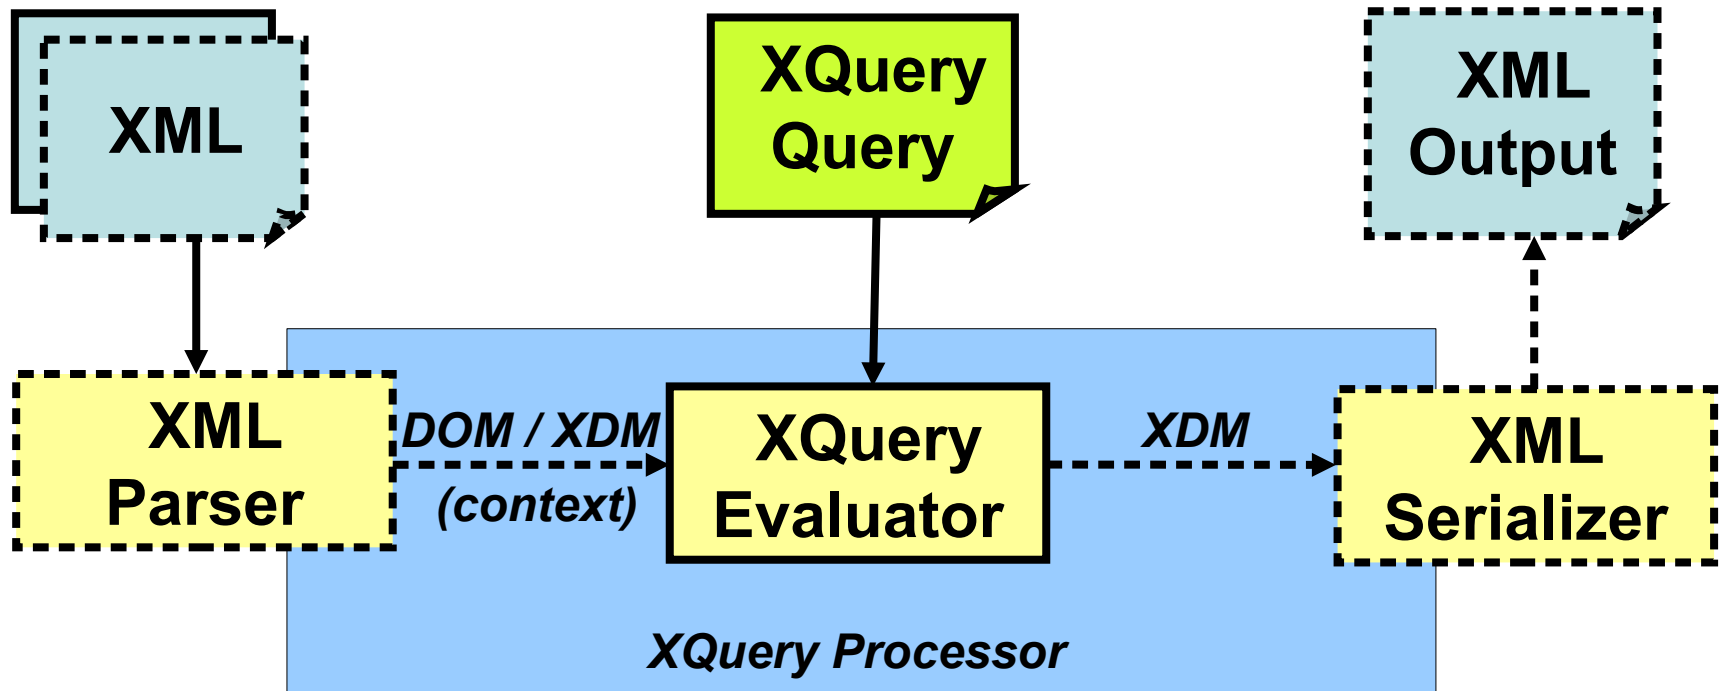 XML
XQuery
Query
XML
Output
XML
Parser
DOM / XDM
(context)
XQuery
Evaluator
XDM
XML
Serializer
XQuery Processor